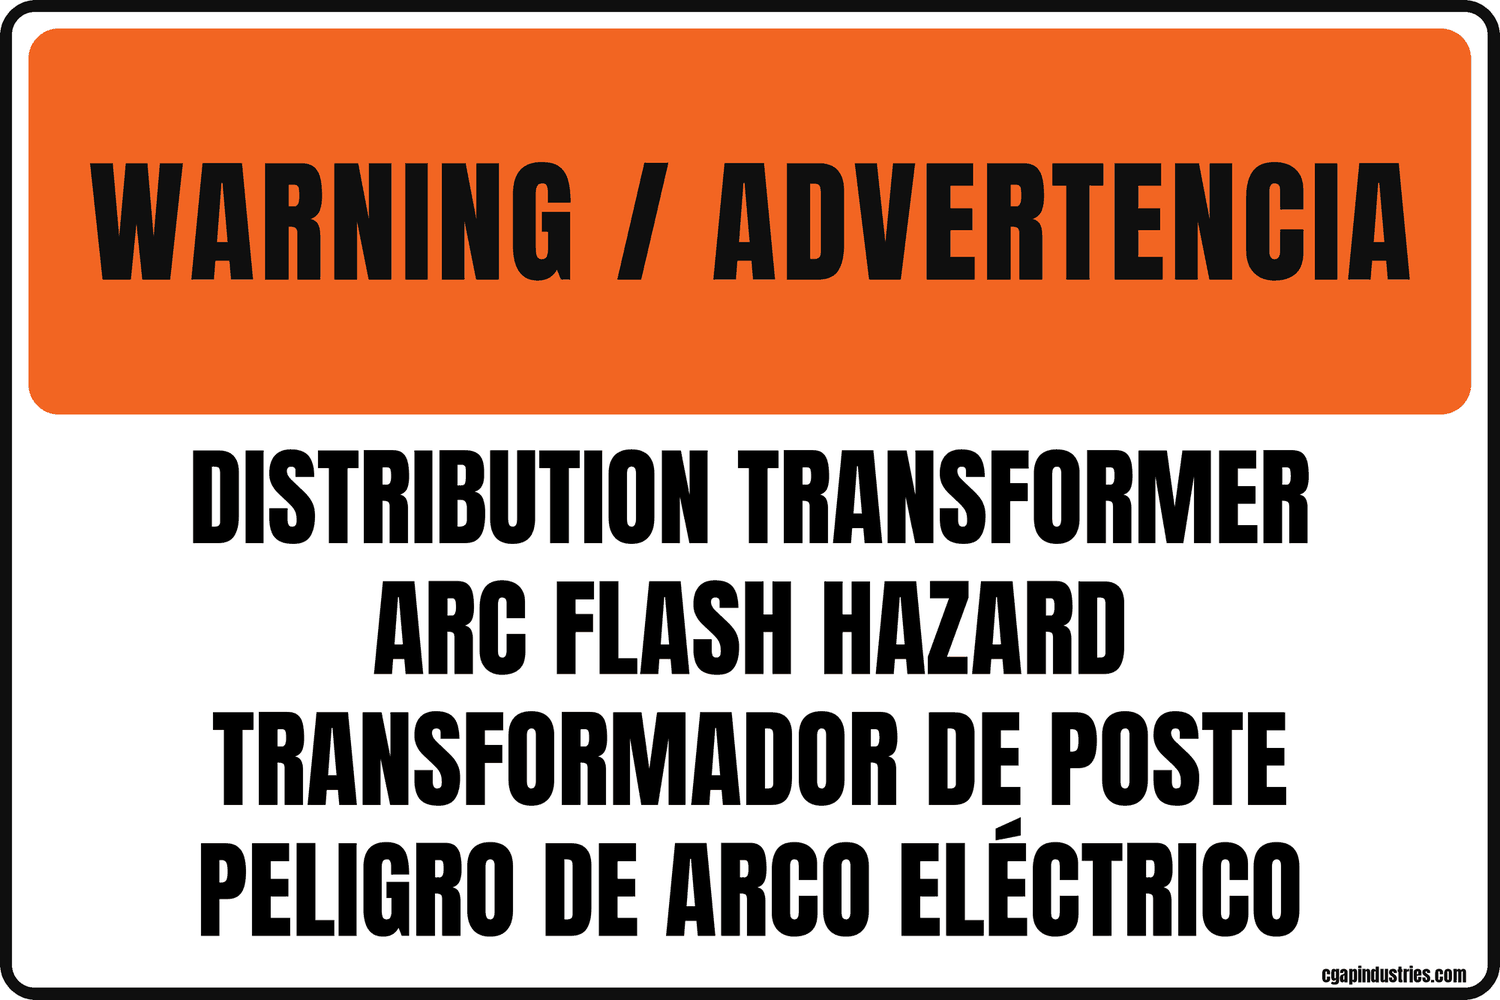 WARNING / ADVERTENCIA
DISTRIBUTION TRANSFORMER
ARC FLASH HAZARD
TRANSFORMADOR DE POSTE
PELIGRO DE ARCO ELÉCTRICO
cgapindustries.com